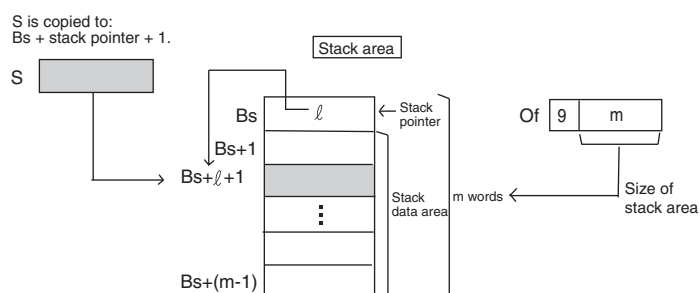 S is copied to:
Bs + stack pointer + 1.
Stack area
S
Bs
ℓ
Stack
pointer
Of 9 m
Bs+1
Bs+ℓ+1
Stack
data area
m words
Size of
stack area
Bs+(m-1)